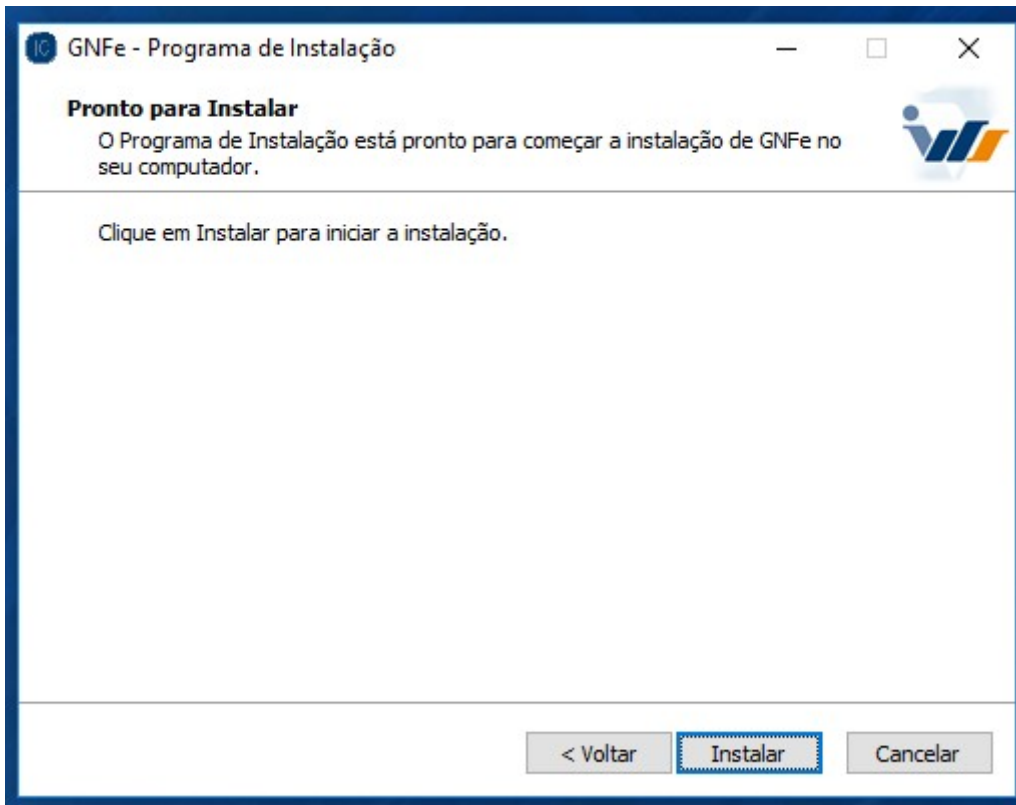 IC GNFe - Programa de Instalação
Pronto para Instalar
O Programa de Instalação está pronto para começar a instalação de GNFe no
seu computador.
Clique em Instalar para iniciar a instalação.
< Voltar
Instalar
Cancelar